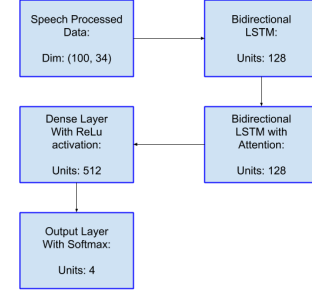 Speech Processed
Data:
Dim: (100, 34)
Bidirectional
LSTM:
Units: 128
Bidirectional
LSTM with
Attention:
Units: 128
Dense Layer
With ReLu
activation:
Units: 512
Output Layer
With Softmax:
Units: 4